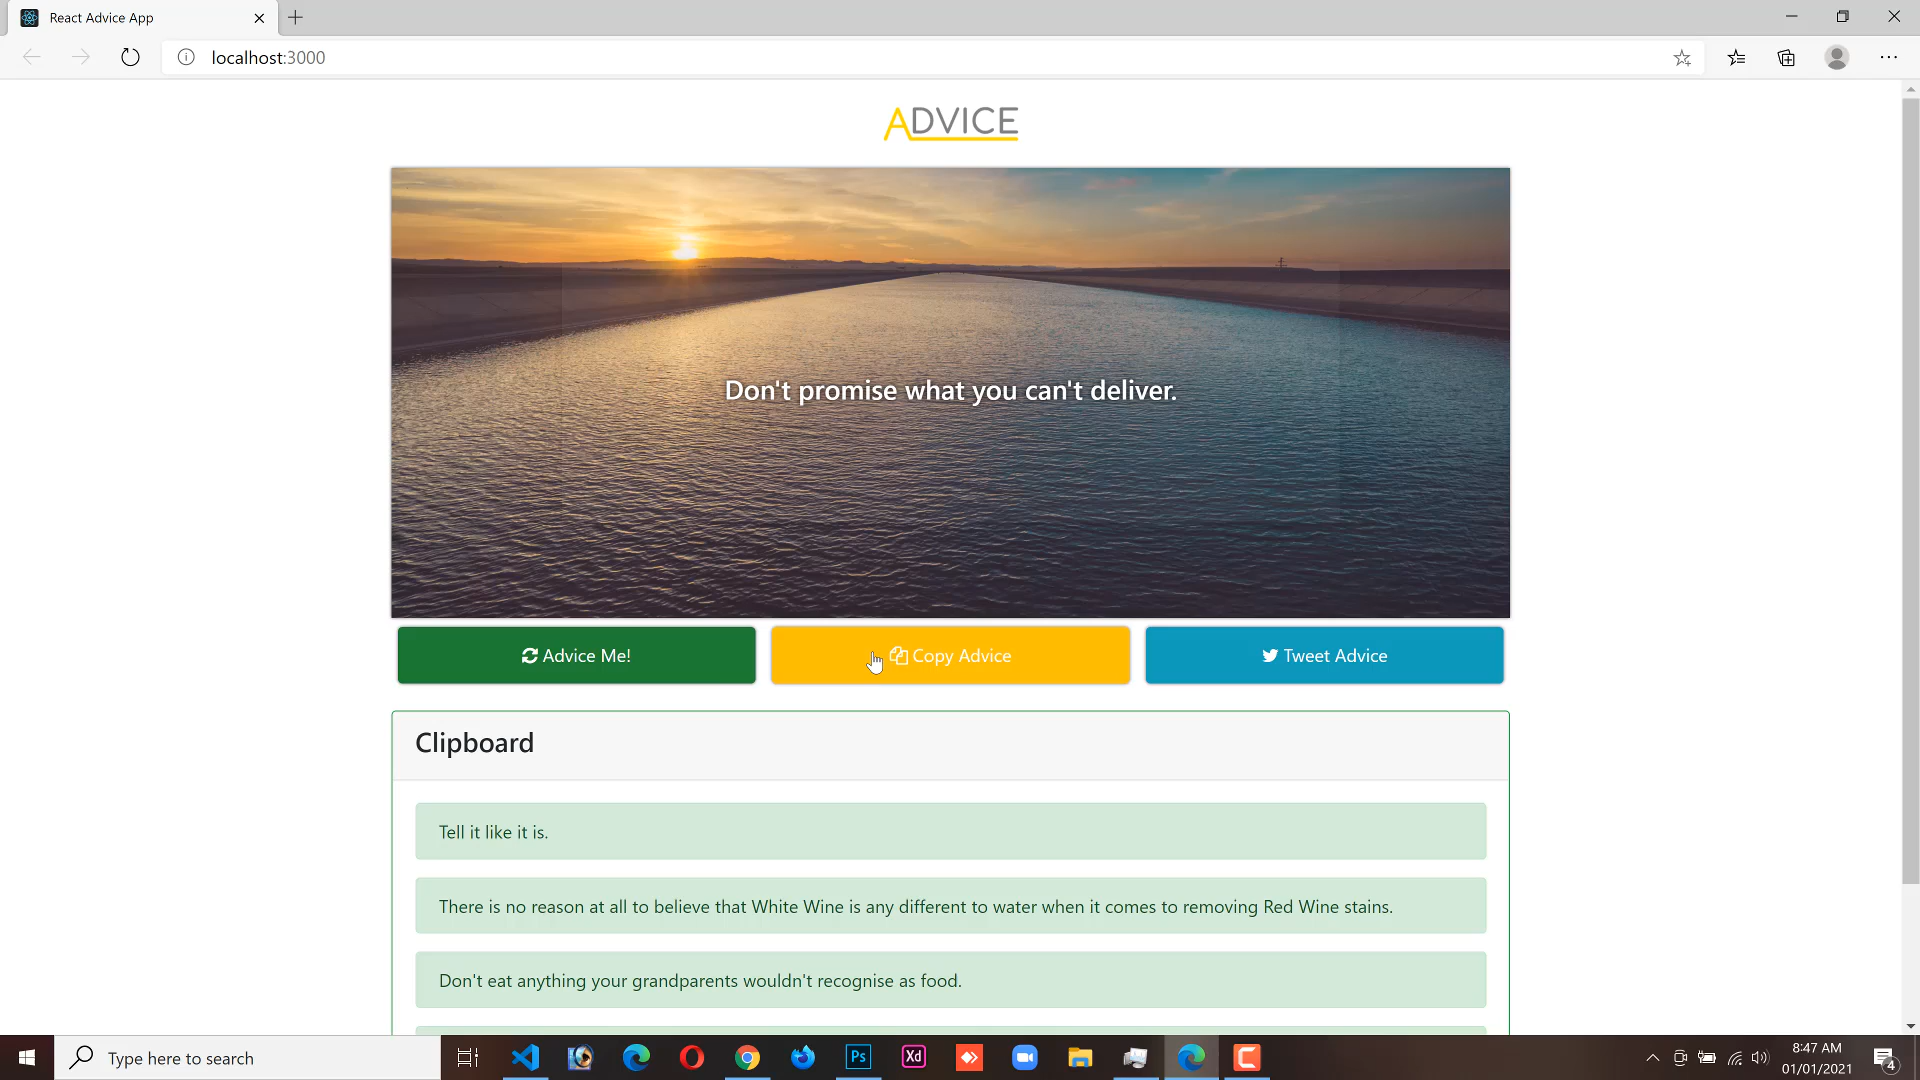 React Advice App
localhost:3000
ADVICE
Don't promise what you can't deliver.
Advice Me!
Copy Advice
Tweet Advice
Clipboard
Tell it like it is.
There is no reason at all to believe that White Wine is any different to water when it comes to removing Red Wine stains.
Don't eat anything your grandparents wouldn't recognise as food.
Type here to search
Ps
Xd
8:47 AM
01/01/2021
4